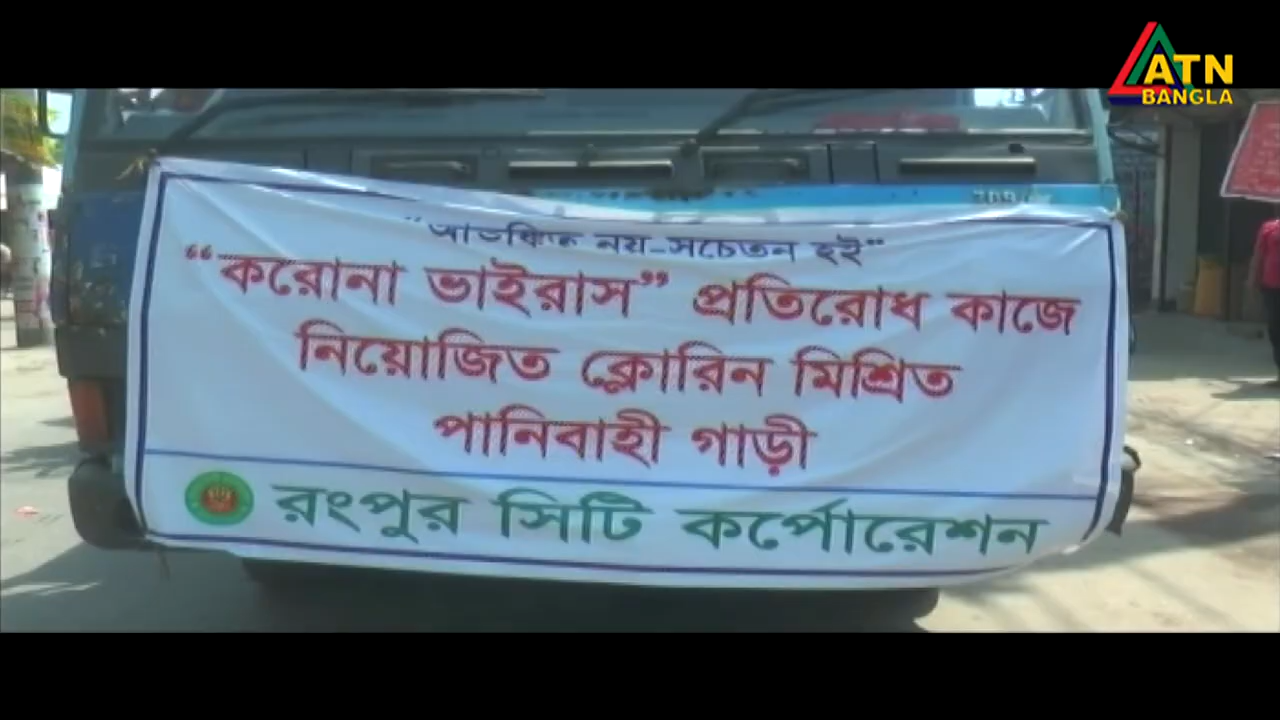 ATN
BANGLA
"আতঙ্কিত নয়-সচেতন হই"
“করোনা ভাইরাস” প্রতিরোধ কাজে
নিয়োজিত ক্লোরিন মিশ্রিত
পানিবাহী গাড়ী
রংপুর সিটি কর্পোরেশন